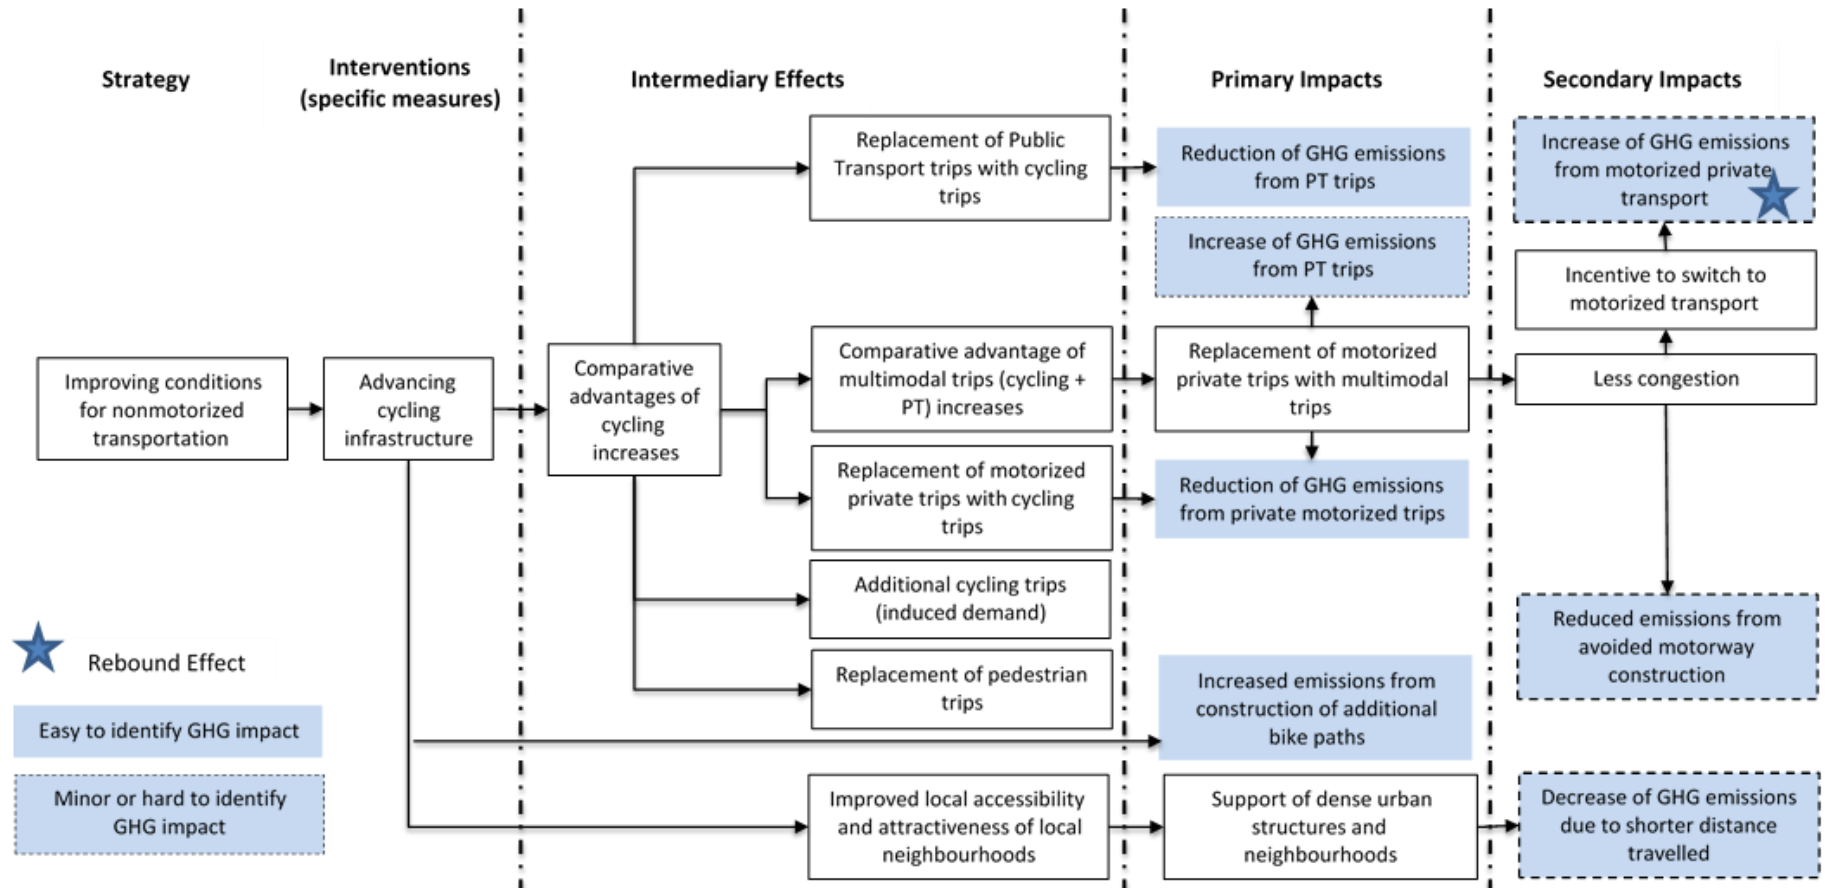 Strategy
Interventions
(specific measures)
Intermediary Effects
Primary Impacts
Secondary Impacts
Improving conditions
for nonmotorized
transportation
Advancing
cycling
infrastructure
Comparative
advantages of
cycling
increases
Replacement of Public
Transport trips with cycling
trips
Comparative advantage of
multimodal trips (cycling +
PT) increases
Replacement of motorized
private trips with cycling
trips
Additional cycling trips
(induced demand)
Replacement of pedestrian
trips
Improved local accessibility
and attractiveness of local
neighbourhoods
Reduction of GHG emissions
from PT trips
Increase of GHG emissions
from PT trips
Replacement of motorized
private trips with multimodal
trips
Reduction of GHG emissions
from private motorized trips
Increased emissions from
construction of additional
bike paths
Support of dense urban
structures and
neighbourhoods
Increase of GHG emissions
from motorized private
transport
Incentive to switch to
motorized transport
Less congestion
Reduced emissions from
avoided motorway
construction
Decrease of GHG emissions
due to shorter distance
travelled
Rebound Effect
Easy to identify GHG impact
Minor or hard to identify
GHG impact